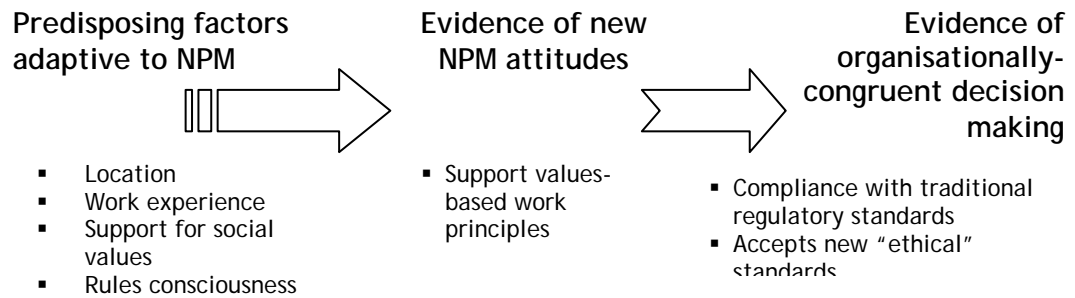 Predisposing factors
adaptive to NPM
▪ Location
▪ Work experience
▪ Support for social
values
▪ Rules consciousness
Evidence of new
NPM attitudes
▪ Support values-
based work
principles
Evidence of
organisationally-
congruent decision
making
▪ Compliance with traditional
regulatory standards
▪ Accepts new “ethical”
standards